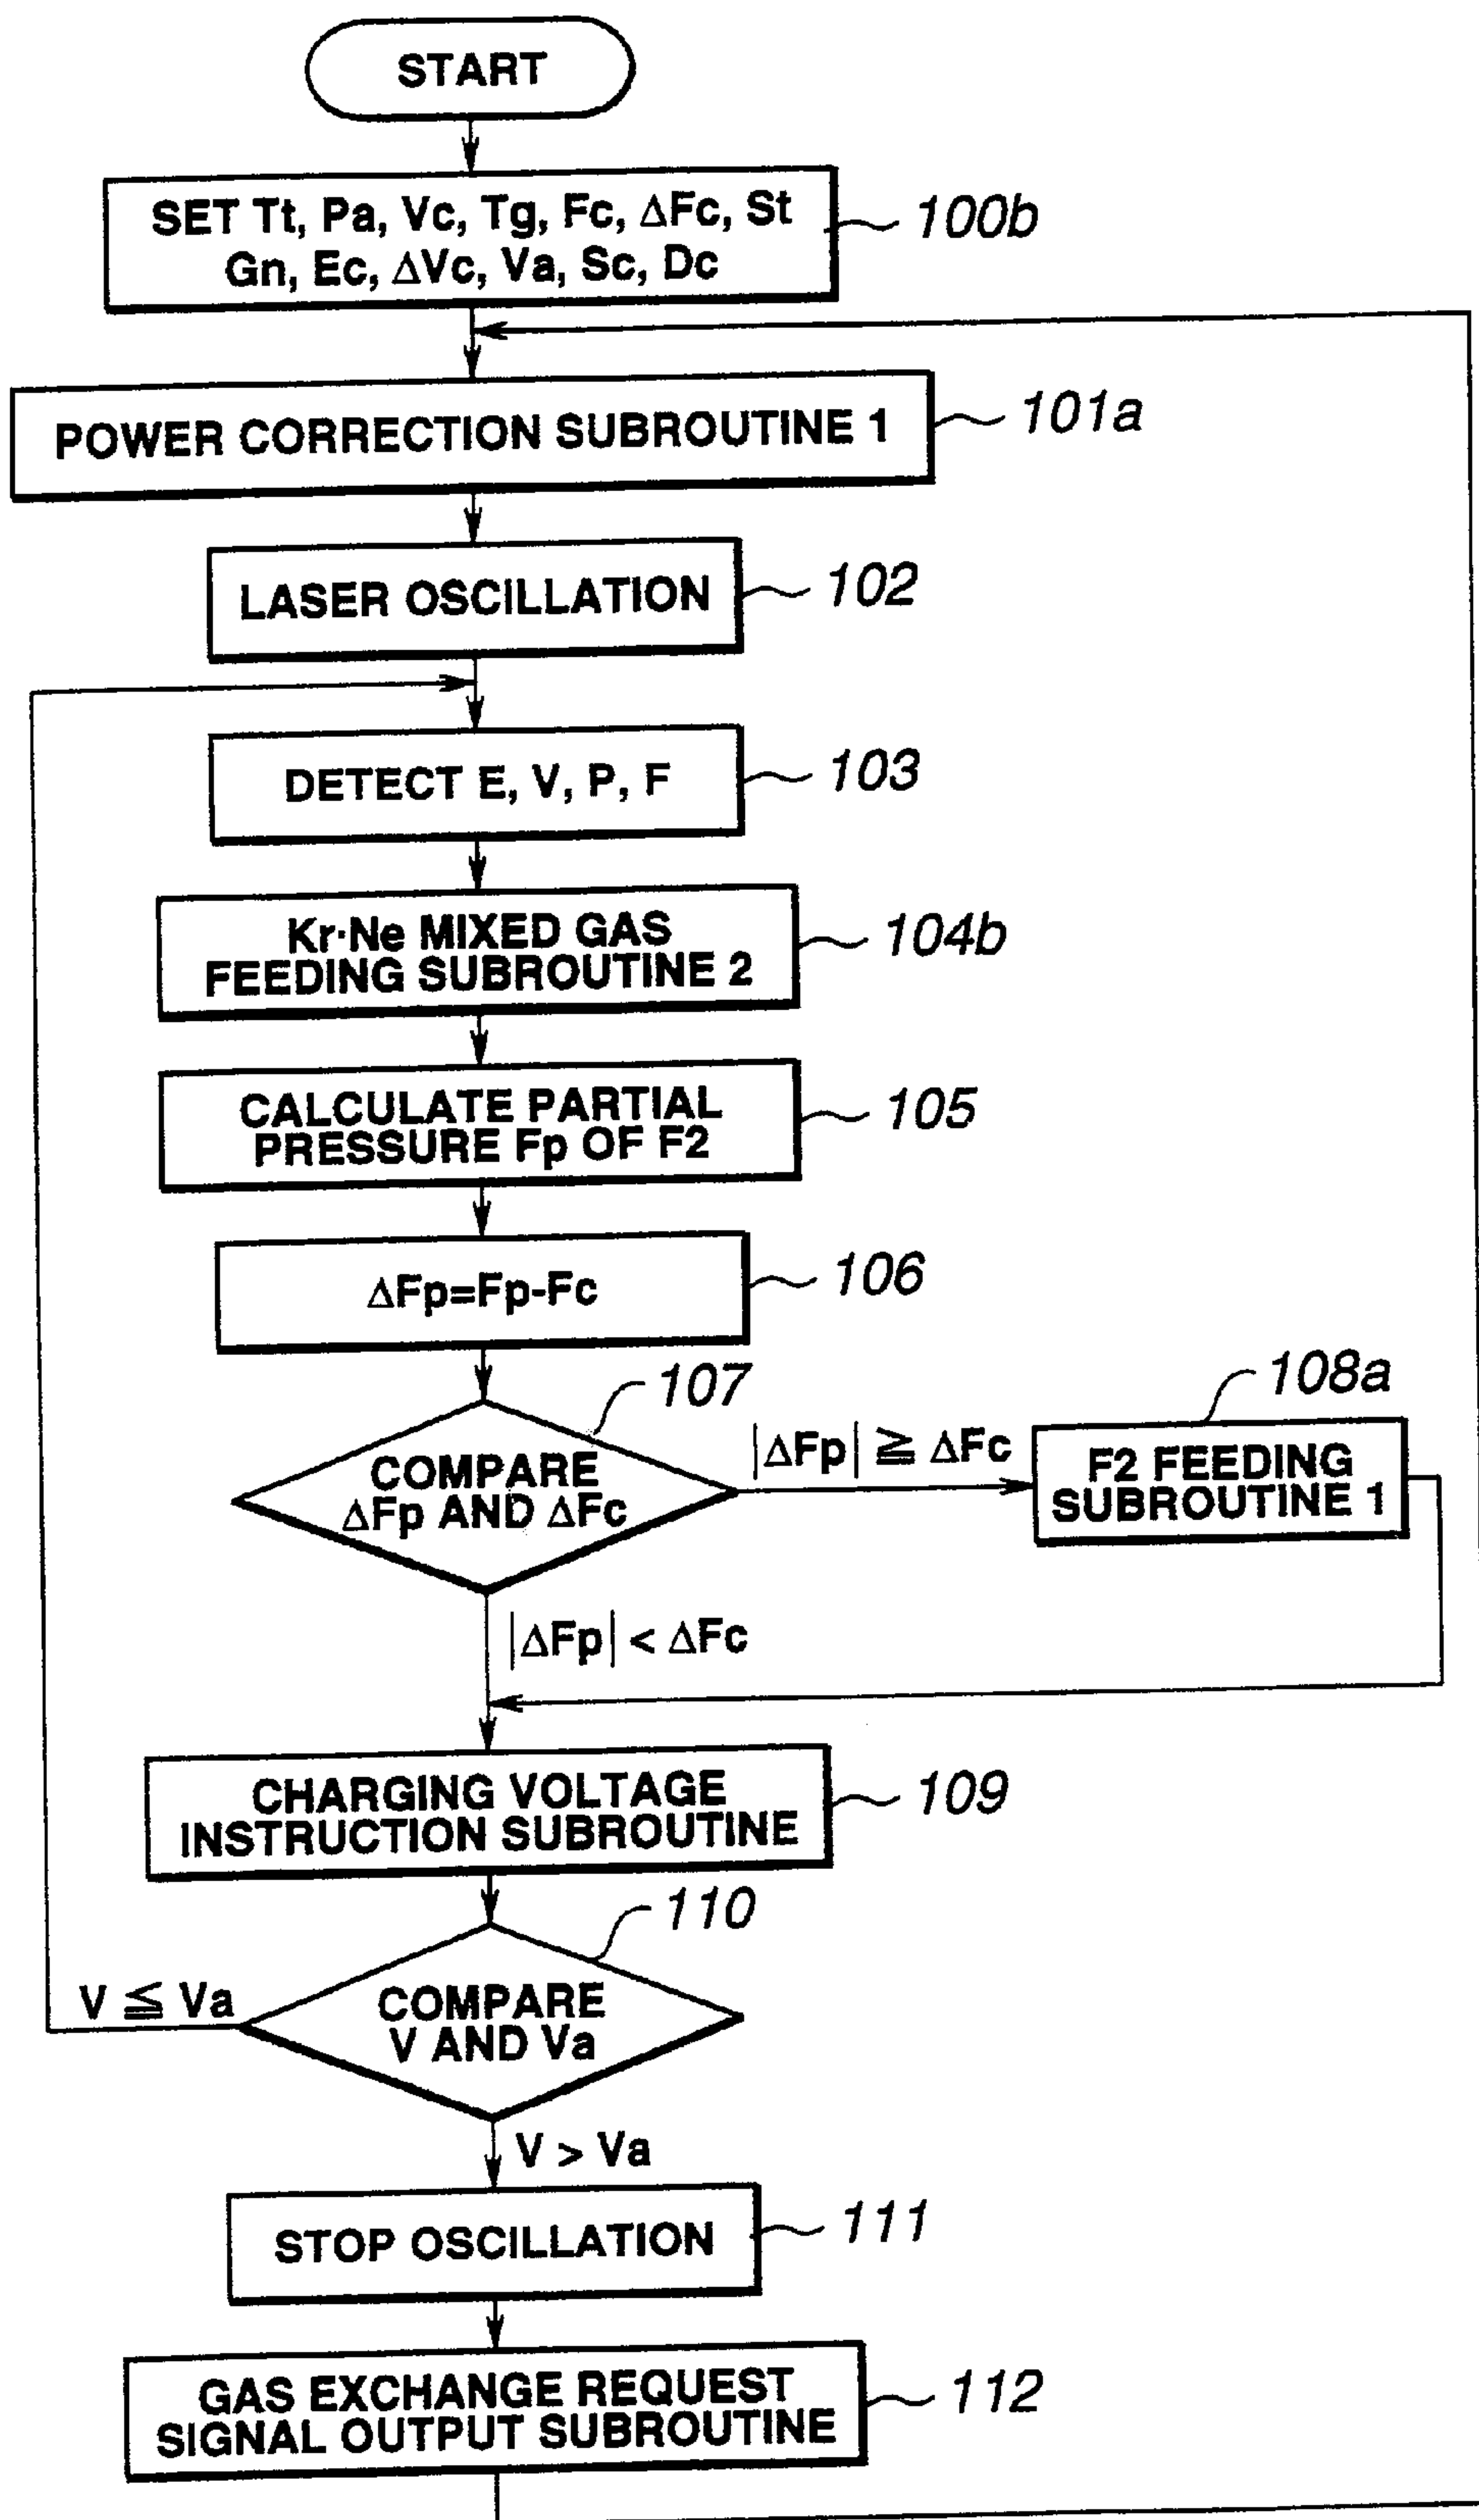 START
SET Tt, Pa, Vc, Tg, Fc, ΔFc, St
Gn, Ec, ΔVc, Va, Sc, Dc
100b
POWER CORRECTION SUBROUTINE 1
101a
LASER OSCILLATION
102
DETECT E, V, P, F
103
Kr·Ne MIXED GAS
FEEDING SUBROUTINE 2
104b
CALCULATE PARTIAL
PRESSURE Fp OF F2
105
ΔFp=Fp-Fc
106
107
COMPARE
ΔFp AND ΔFc
|ΔFp| ≧ ΔFc
108a
F2 FEEDING
SUBROUTINE 1
|ΔFp| < ΔFc
CHARGING VOLTAGE
INSTRUCTION SUBROUTINE
109
110
COMPARE
V AND Va
V ≦ Va
V > Va
STOP OSCILLATION
111
GAS EXCHANGE REQUEST
SIGNAL OUTPUT SUBROUTINE
112